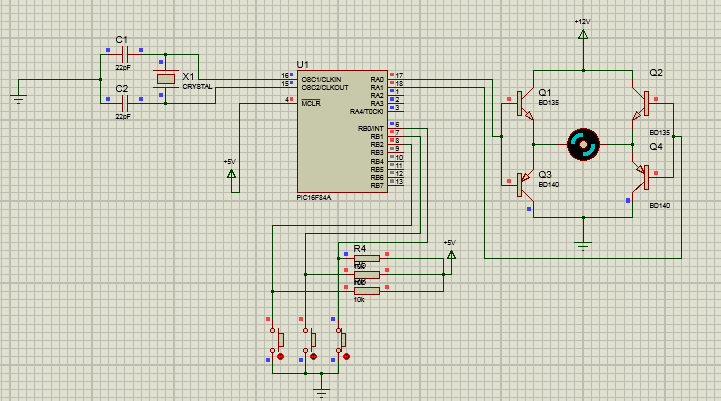 +12V
C1
22pF
X1
CRYSTAL
C2
22pF
U1
16 OSC1/CLKIN
15 OSC2/CLKOUT
4 MCLR
RA0 17
RA1 18
RA2 1
RA3 2
RA4/T0CKI 3
RB0/INT 6
RB1 7
RB2 8
RB3 9
RB4 10
RB5 11
RB6 12
RB7 13
PIC16F84A
+5V
Q1
BD135
Q2
BD135
Q3
BD140
Q4
BD140
+5V
R4
10k